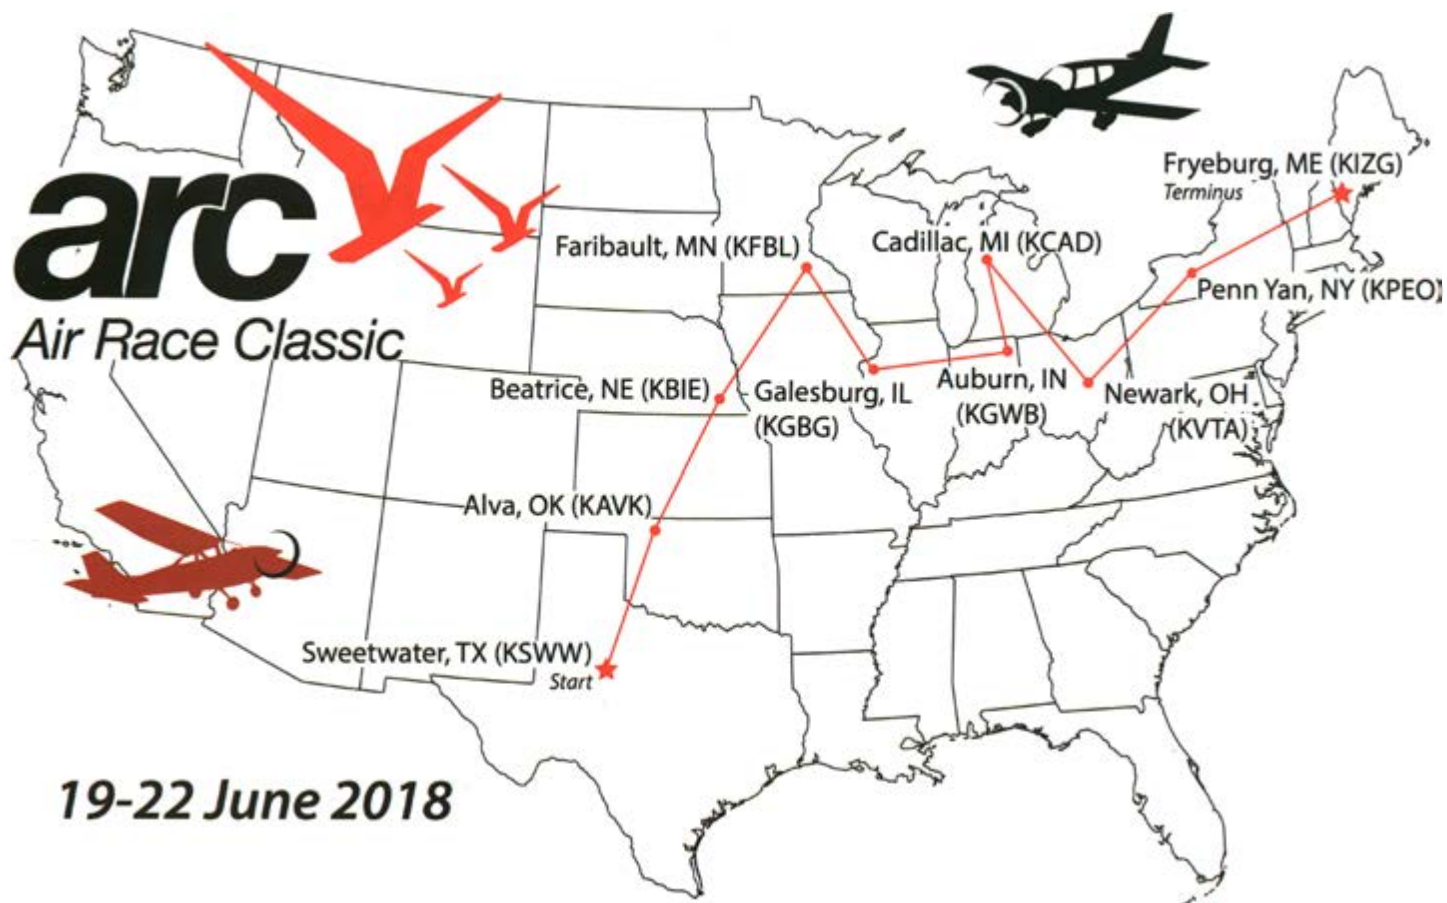 arc
Air Race Classic
Fryeburg, ME (KIZG)
Terminus
Faribault, MN (KFBL)
Cadillac, MI (KCAD)
Penn Yan, NY (KPEO)
Beatrice, NE (KBIE)
Galesburg, IL
(KGBG)
Auburn, IN
(KGWB)
Newark, OH
(KVTA)
Alva, OK (KAVK)
Sweetwater, TX (KSWW)
Start
19-22 June 2018